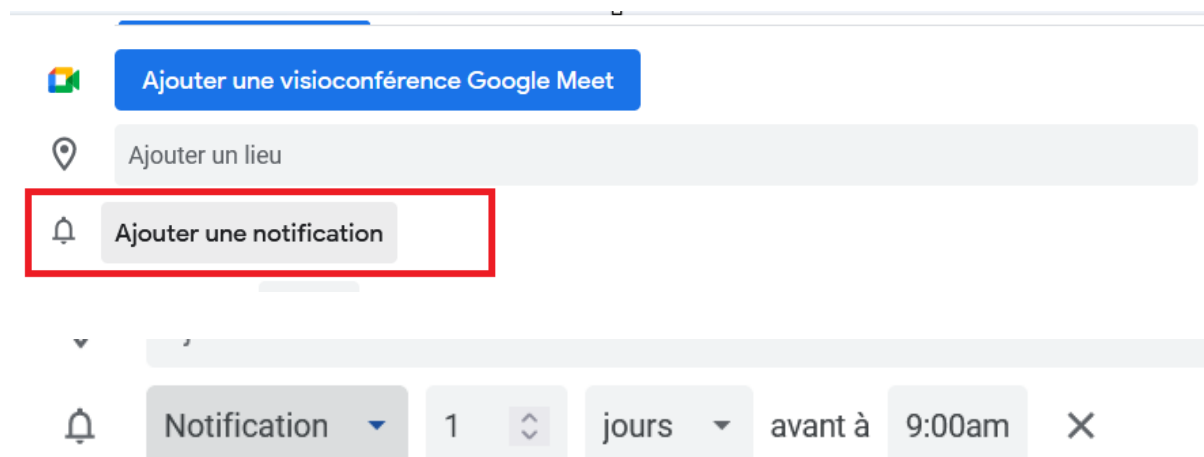 Ajouter une visioconférence Google Meet
Ajouter un lieu
Ajouter une notification
Notification 1 jours avant à 9:00am